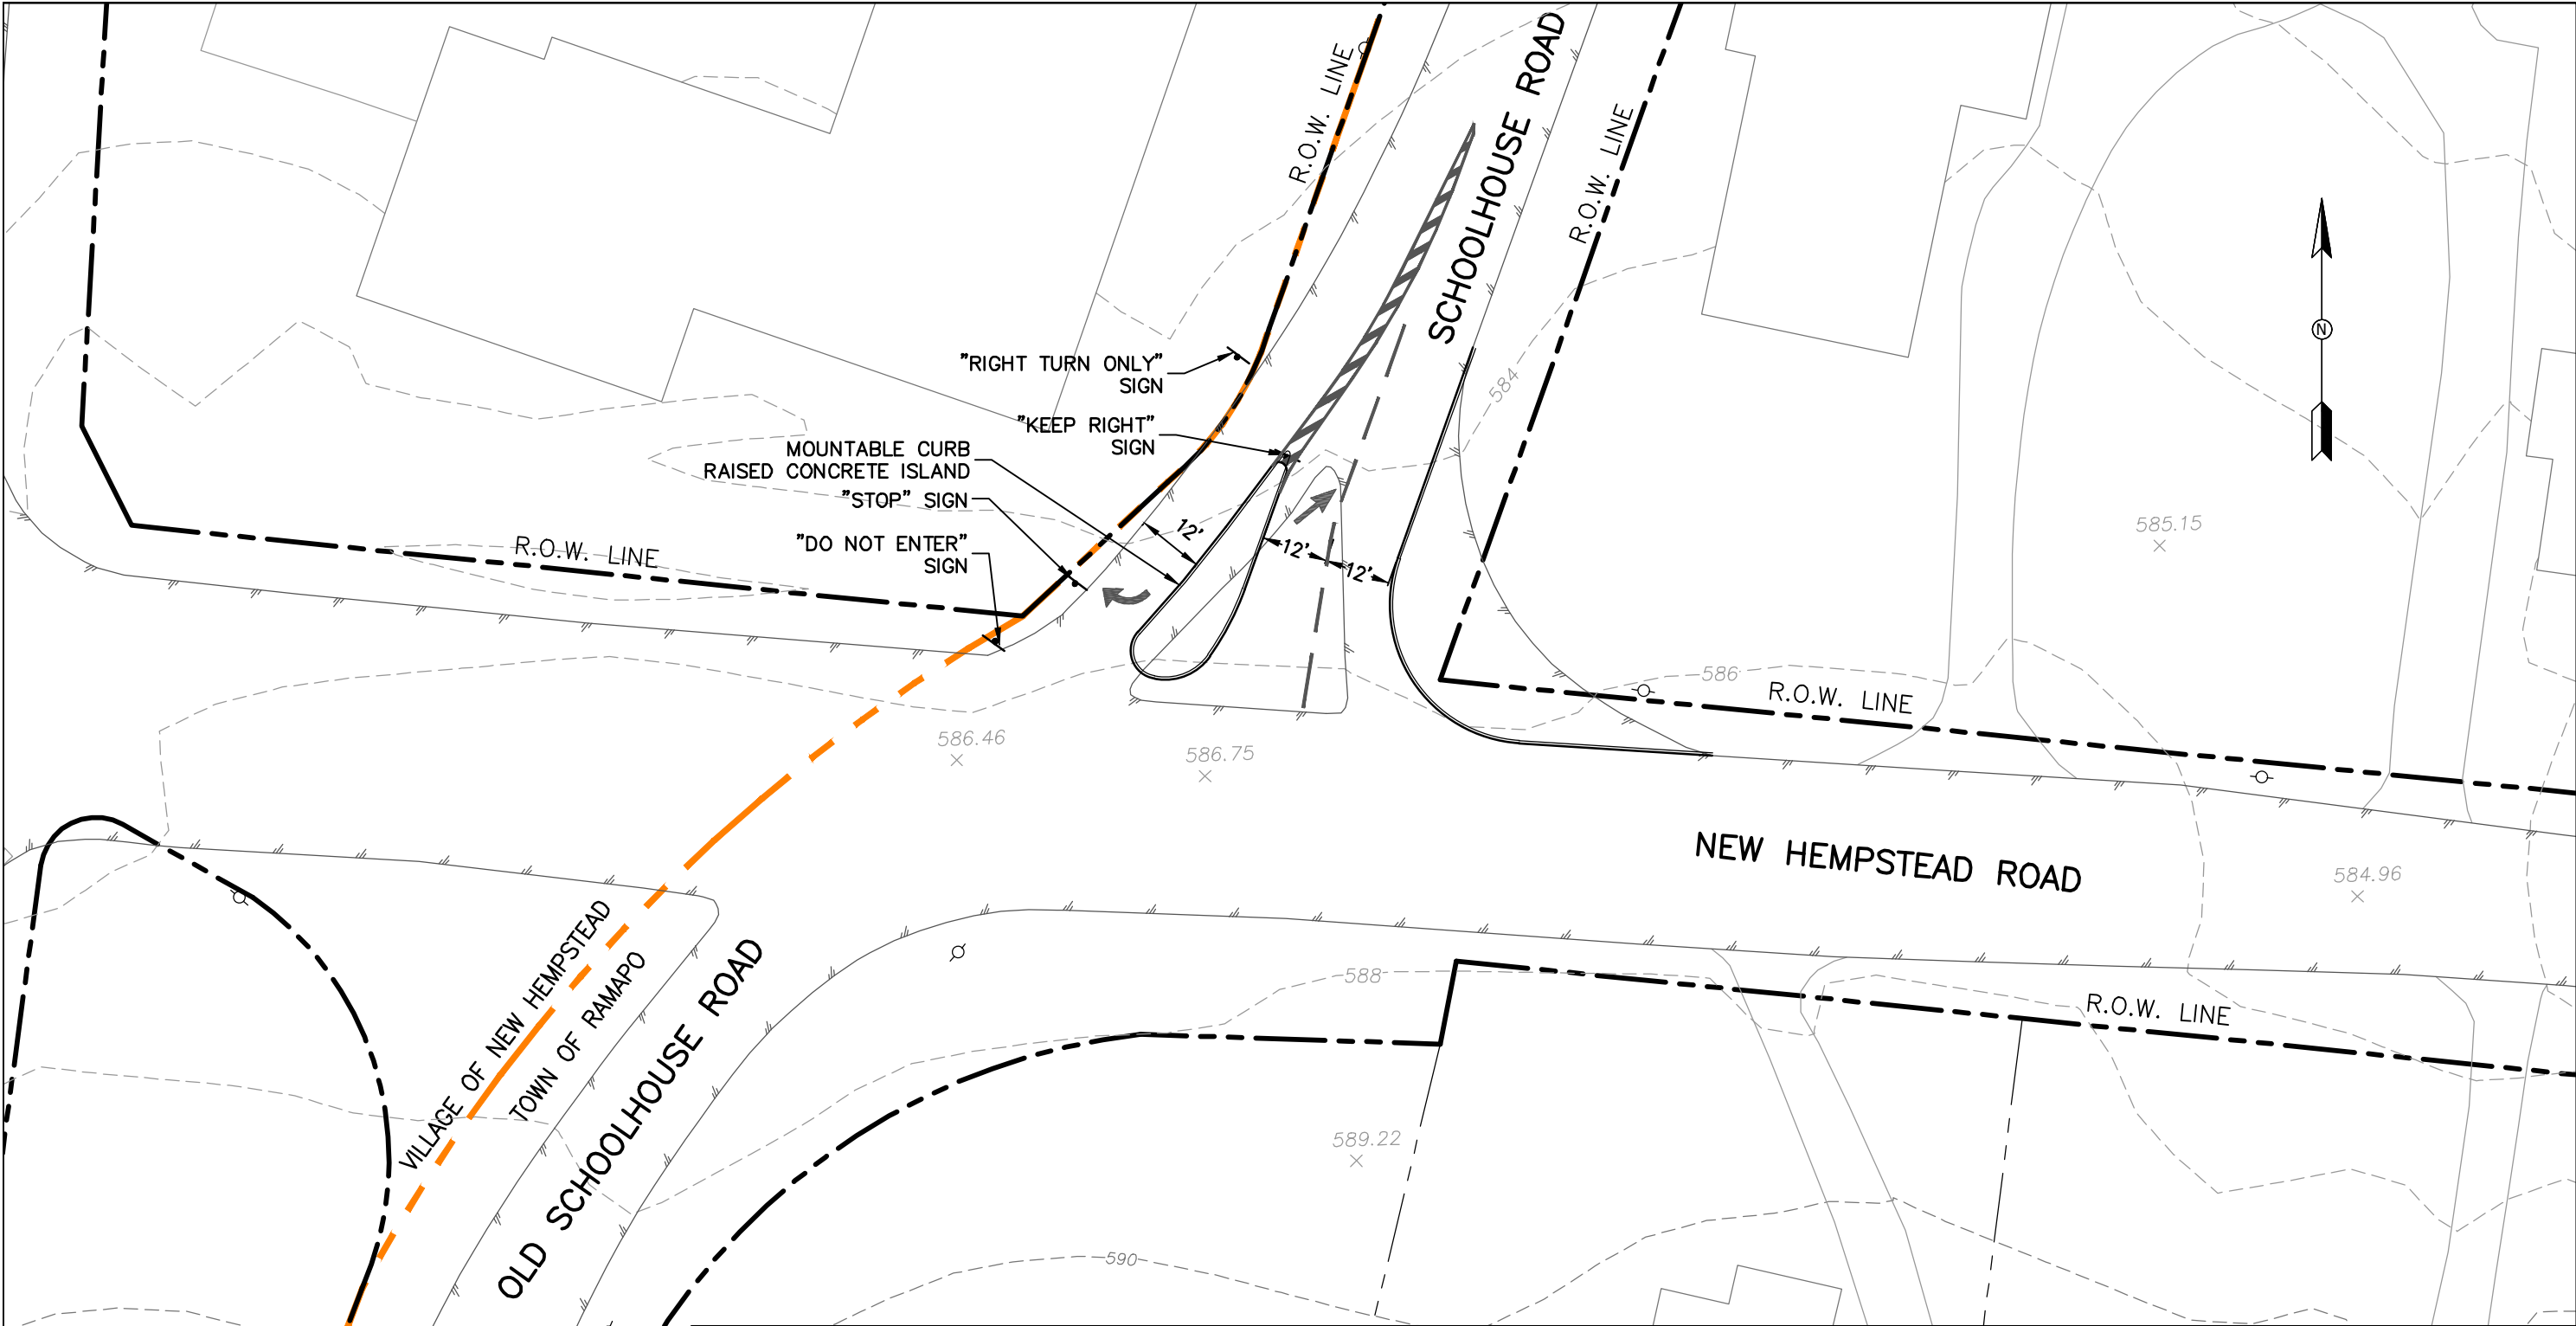 SCHOOLHOUSE ROAD
R.O.W. LINE
R.O.W. LINE
N
"RIGHT TURN ONLY"
SIGN
"KEEP RIGHT"
SIGN
MOUNTABLE CURB
RAISED CONCRETE ISLAND
"STOP" SIGN
"DO NOT ENTER"
SIGN
584
585.15
12'
12'
12'
R.O.W. LINE
586
R.O.W. LINE
586.46
586.75
NEW HEMPSTEAD ROAD
584.96
VILLAGE OF NEW HEMPSTEAD
TOWN OF RAMAPO
OLD SCHOOLHOUSE ROAD
588
R.O.W. LINE
589.22
590